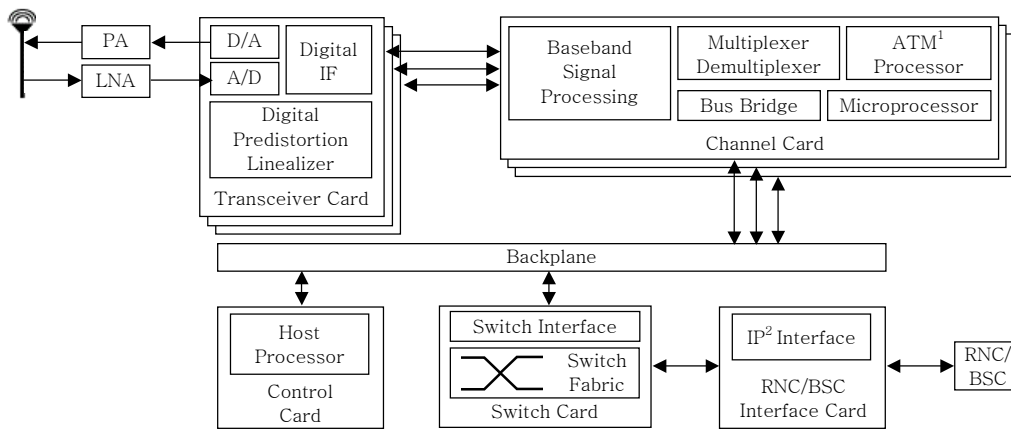 PA
LNA
D/A
A/D
Digital
IF
Digital
Predistortion
Linealizer
Transceiver Card
Baseband
Signal
Processing
Multiplexer
Demultiplexer
ATM¹
Processor
Bus Bridge
Microprocessor
Channel Card
Backplane
Host
Processor
Control
Card
Switch Interface
Switch
Fabric
Switch Card
IP² Interface
RNC/BSC
Interface Card
RNC/
BSC